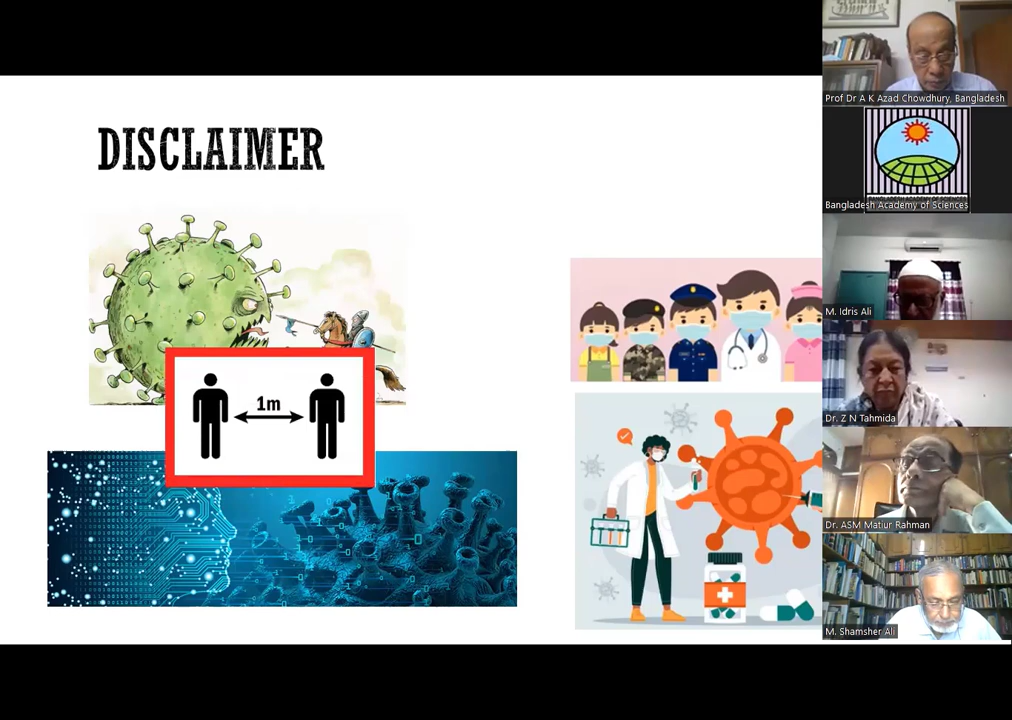 DISCLAIMER
1m
Prof Dr A K Azad Chowdhury, Bangladesh
Bangladesh Academy of Sciences
M. Idris Ali
Dr. Z N Tahmida
Dr. ASM Matiur Rahman
M. Shamsher Ali